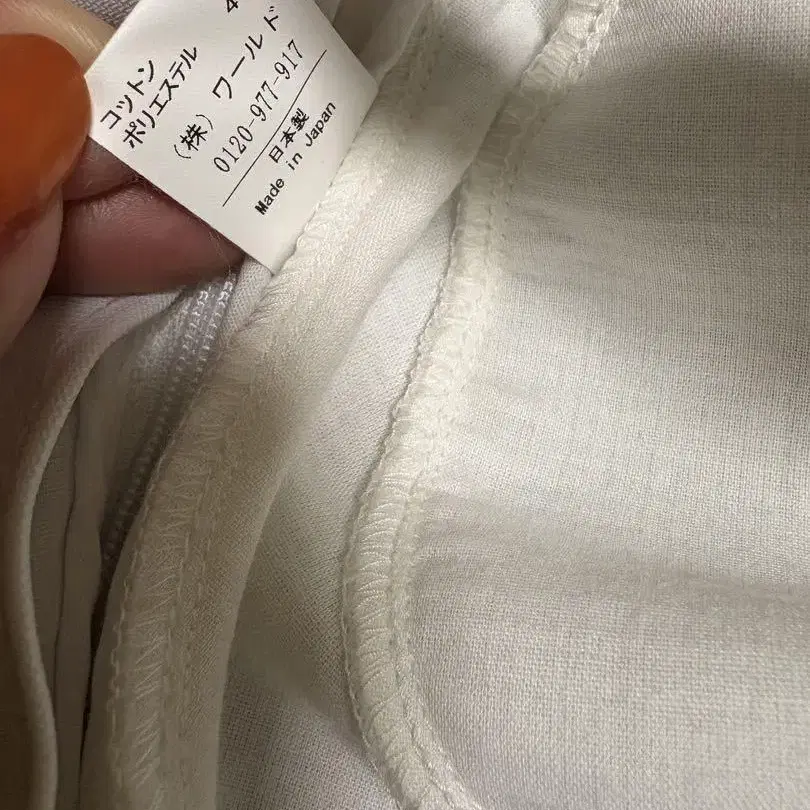 4
コットン
ポリエステル
(株) ワールド
0120-977-917
日本製
Made in Japan